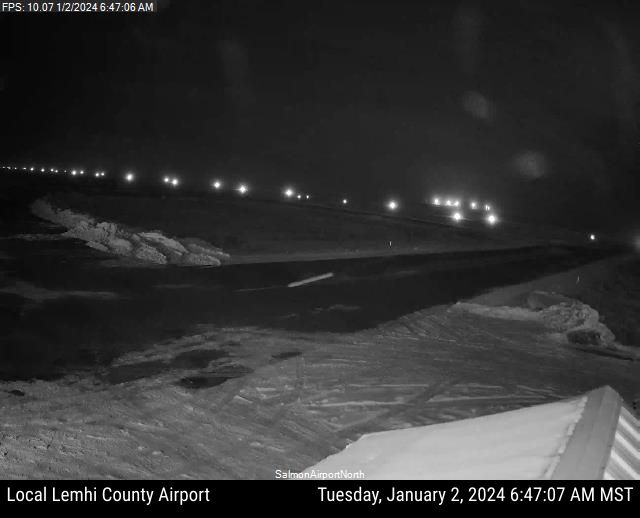 FPS: 10.07 1/2/2024 6:47:06 AM
SalmonAirportNorth
Local Lemhi County Airport Tuesday, January 2, 2024 6:47:07 AM MST